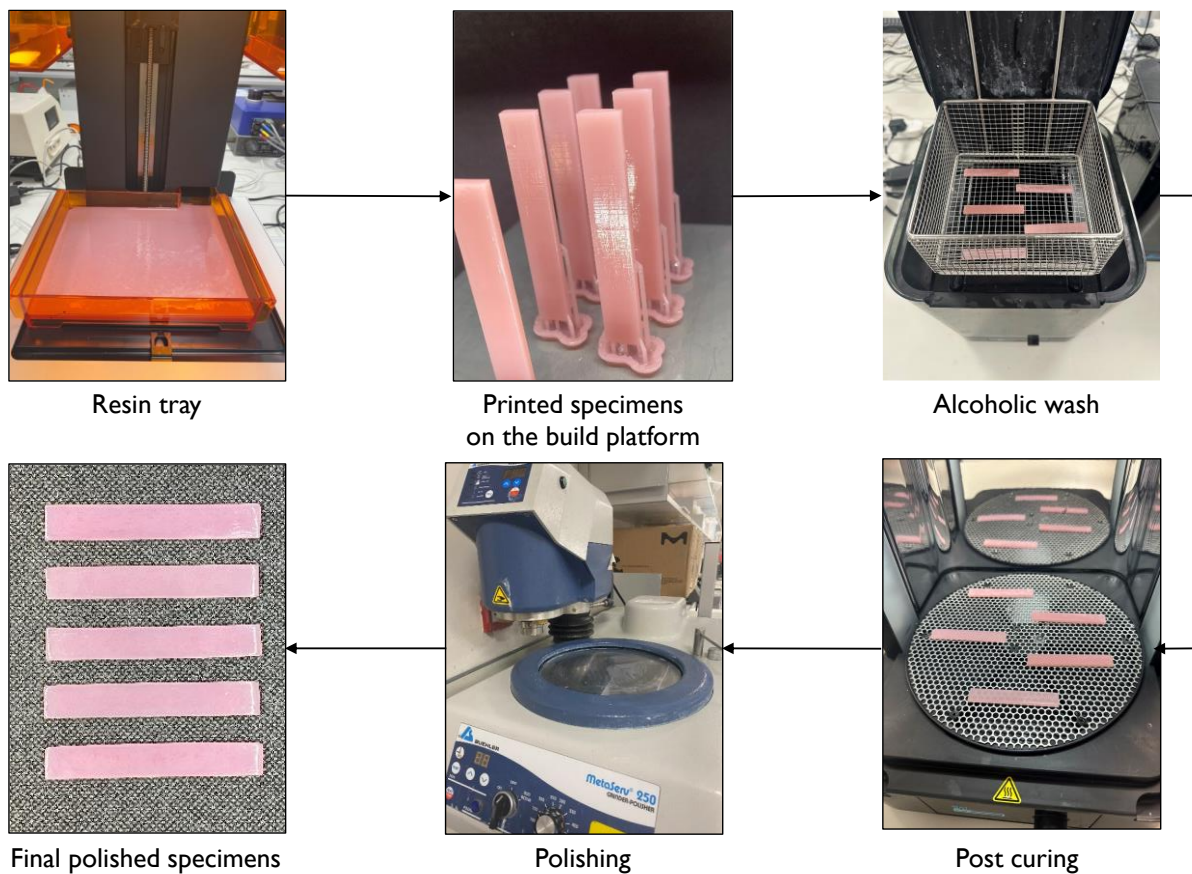 Resin tray
Printed specimens
on the build platform
Alcoholic wash
BUEHLER
MetaServ® 250
GRINDER-POLISHER
Final polished specimens
Polishing
Post curing